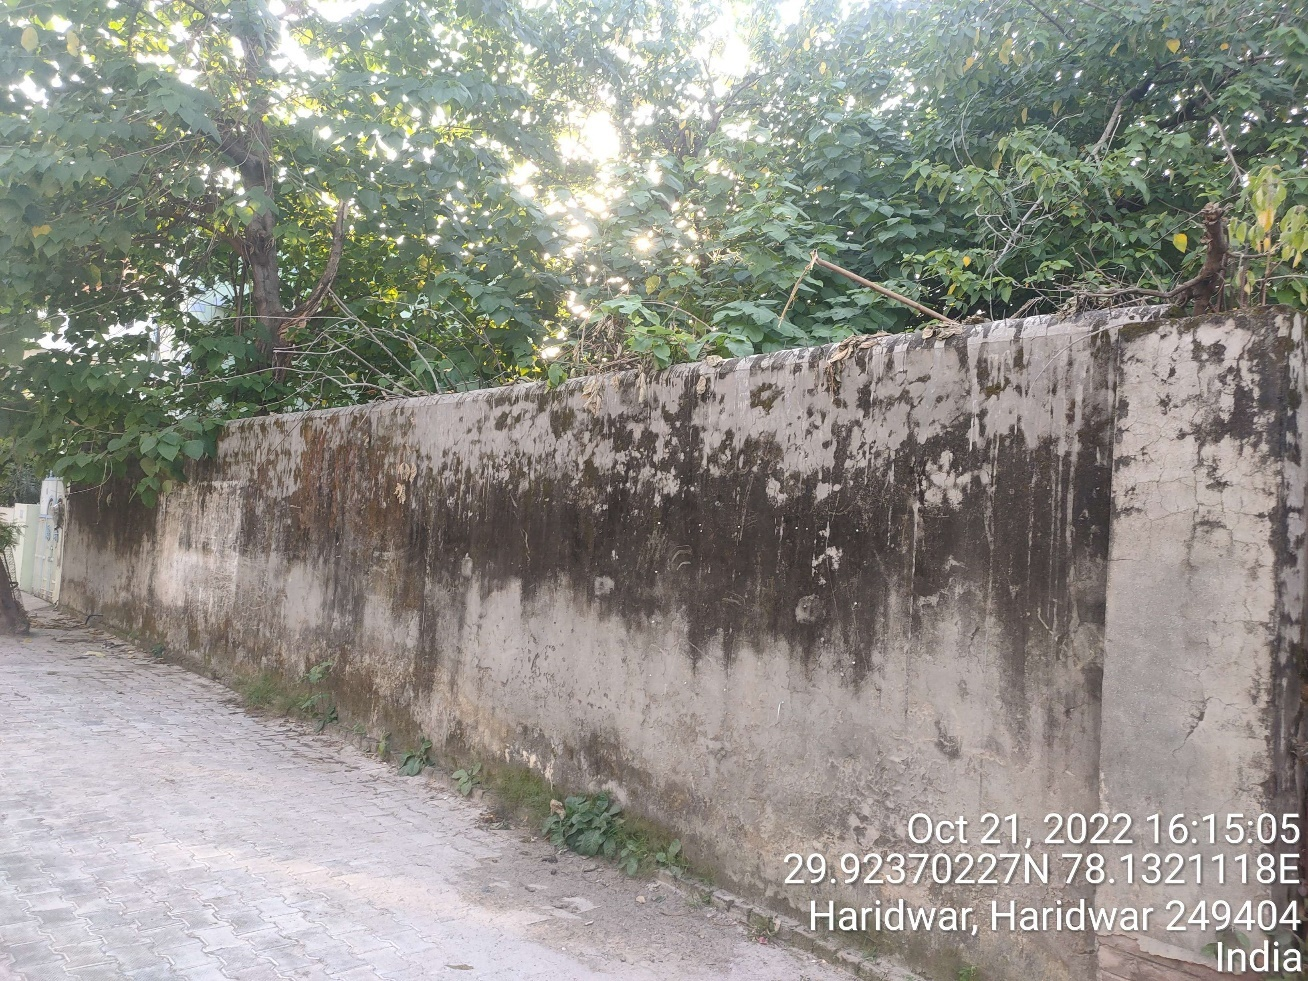 Oct 21, 2022 16:15:05
29.92370227N 78.1321118E
Haridwar, Haridwar 249404
India